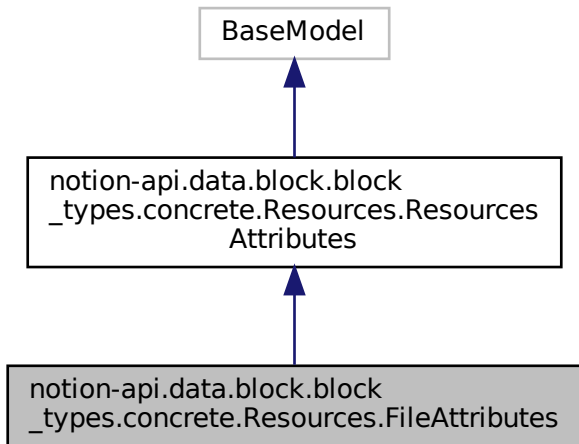 BaseModel
notion-api.data.block.block
_types.concrete.Resources.Resources
Attributes
notion-api.data.block.block
_types.concrete.Resources.FileAttributes